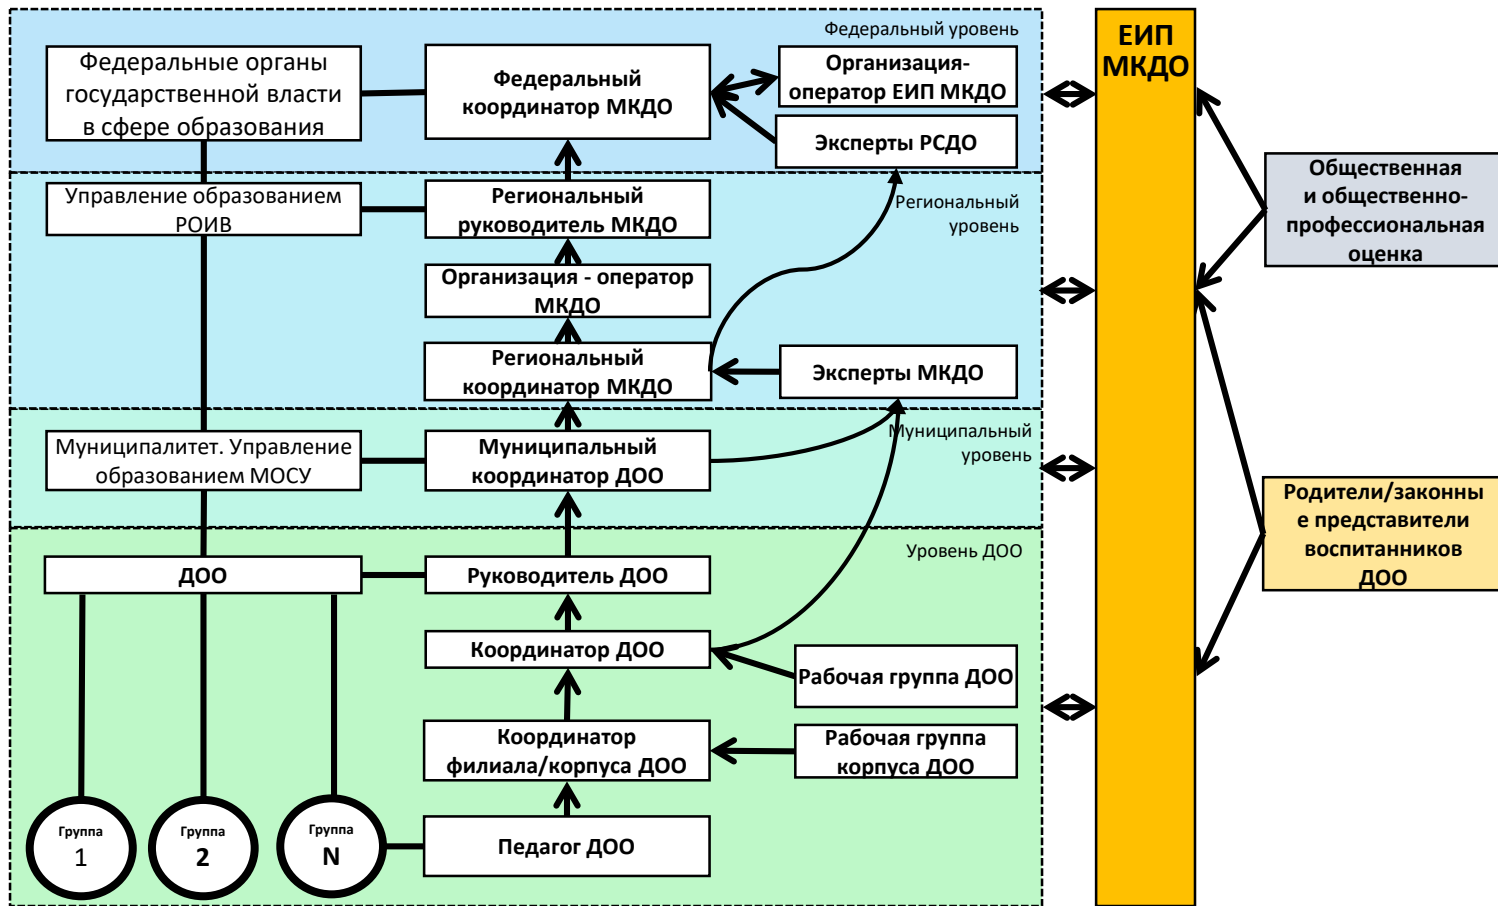 Федеральный уровень
ЕИП
МКДО
Федеральные органы
государственной власти
в сфере образования
Федеральный
координатор МКДО
Организация-
оператор ЕИП МКДО
Эксперты РСДО
Общественная
и общественно-
профессиональная
оценка
Управление образованием
РОИВ
Региональный
руководитель МКДО
Региональный
уровень
Организация - оператор
МКДО
Региональный
координатор МКДО
Эксперты МКДО
Муниципалитет. Управление
образованием МОСУ
Муниципальный
координатор ДОО
Муниципальный
уровень
Родители/законны
е представители
воспитанников
ДОО
Уровень ДОО
ДОО
Руководитель ДОО
Координатор ДОО
Рабочая группа ДОО
Координатор
филиала/корпуса ДОО
Рабочая группа
корпуса ДОО
Группа
1
Группа
2
Группа
N
Педагог ДОО